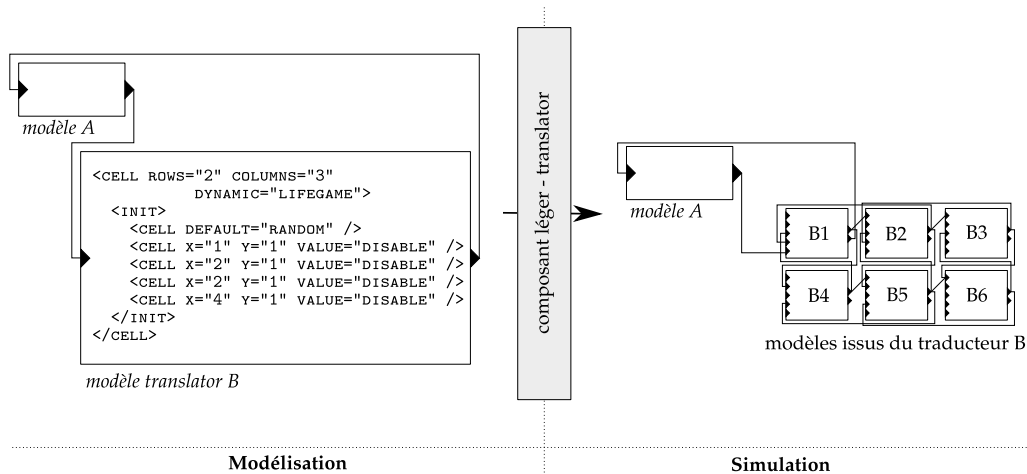 modèle A
<CELL ROWS="2" COLUMNS="3"
DYNAMIC="LIFEGAME">
<INIT>
<CELL DEFAULT="RANDOM" />
<CELL X="1" Y="1" VALUE="DISABLE" />
<CELL X="2" Y="1" VALUE="DISABLE" />
<CELL X="2" Y="1" VALUE="DISABLE" />
<CELL X="4" Y="1" VALUE="DISABLE" />
</INIT>
</CELL>
modèle translator B
composant léger - translator
modèle A
B1 B2 B3
B4 B5 B6
modèles issus du traducteur B
Modélisation
Simulation